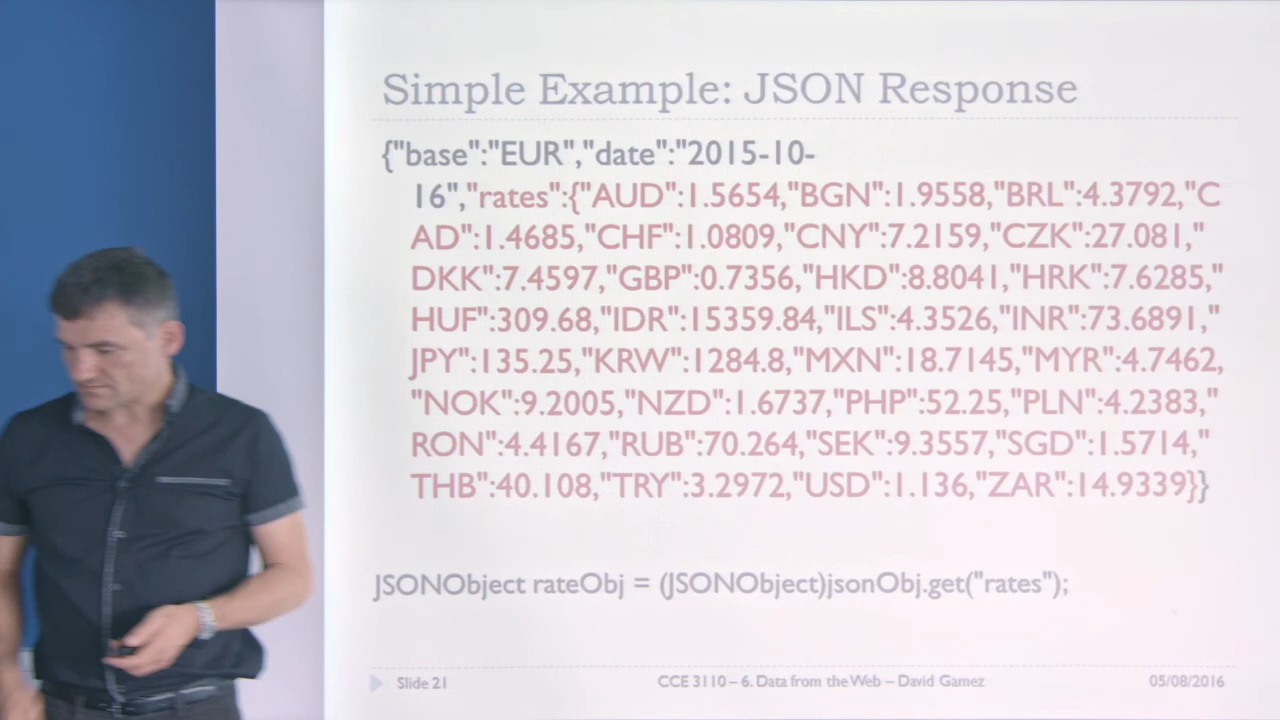 Simple Example: JSON Response
{"base":"EUR","date":"2015-10-
16","rates":{"AUD":1.5654,"BGN":1.9558,"BRL":4.3792,"C
AD":1.4685,"CHF":1.0809,"CNY":7.2159,"CZK":27.081,"
DKK":7.4597,"GBP":0.7356,"HKD":8.8041,"HRK":7.6285,"
HUF":309.68,"IDR":15359.84,"ILS":4.3526,"INR":73.6891,"
JPY":135.25,"KRW":1284.8,"MXN":18.7145,"MYR":4.7462,
"NOK":9.2005,"NZD":1.6737,"PHP":52.25,"PLN":4.2383,"
RON":4.4167,"RUB":70.264,"SEK":9.3557,"SGD":1.5714,"
THB":40.108,"TRY":3.2972,"USD":1.136,"ZAR":14.9339}}
JSONObject rateObj = (JSONObject)jsonObj.get("rates");
Slide 21 CCE 3110 – 6. Data from the Web – David Gamez 05/08/2016